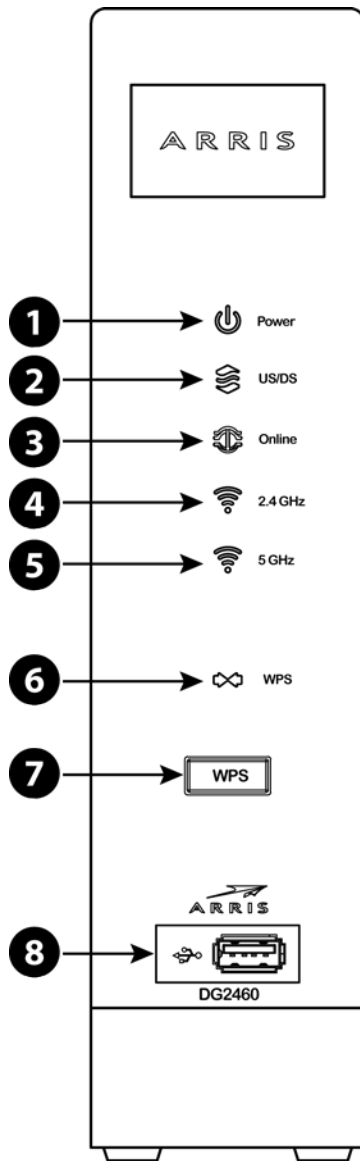 ARRIS
1 Power
2 US/DS
3 Online
4 2.4 GHz
5 5 GHz
6 WPS
7 WPS
ARRIS
8
DG2460